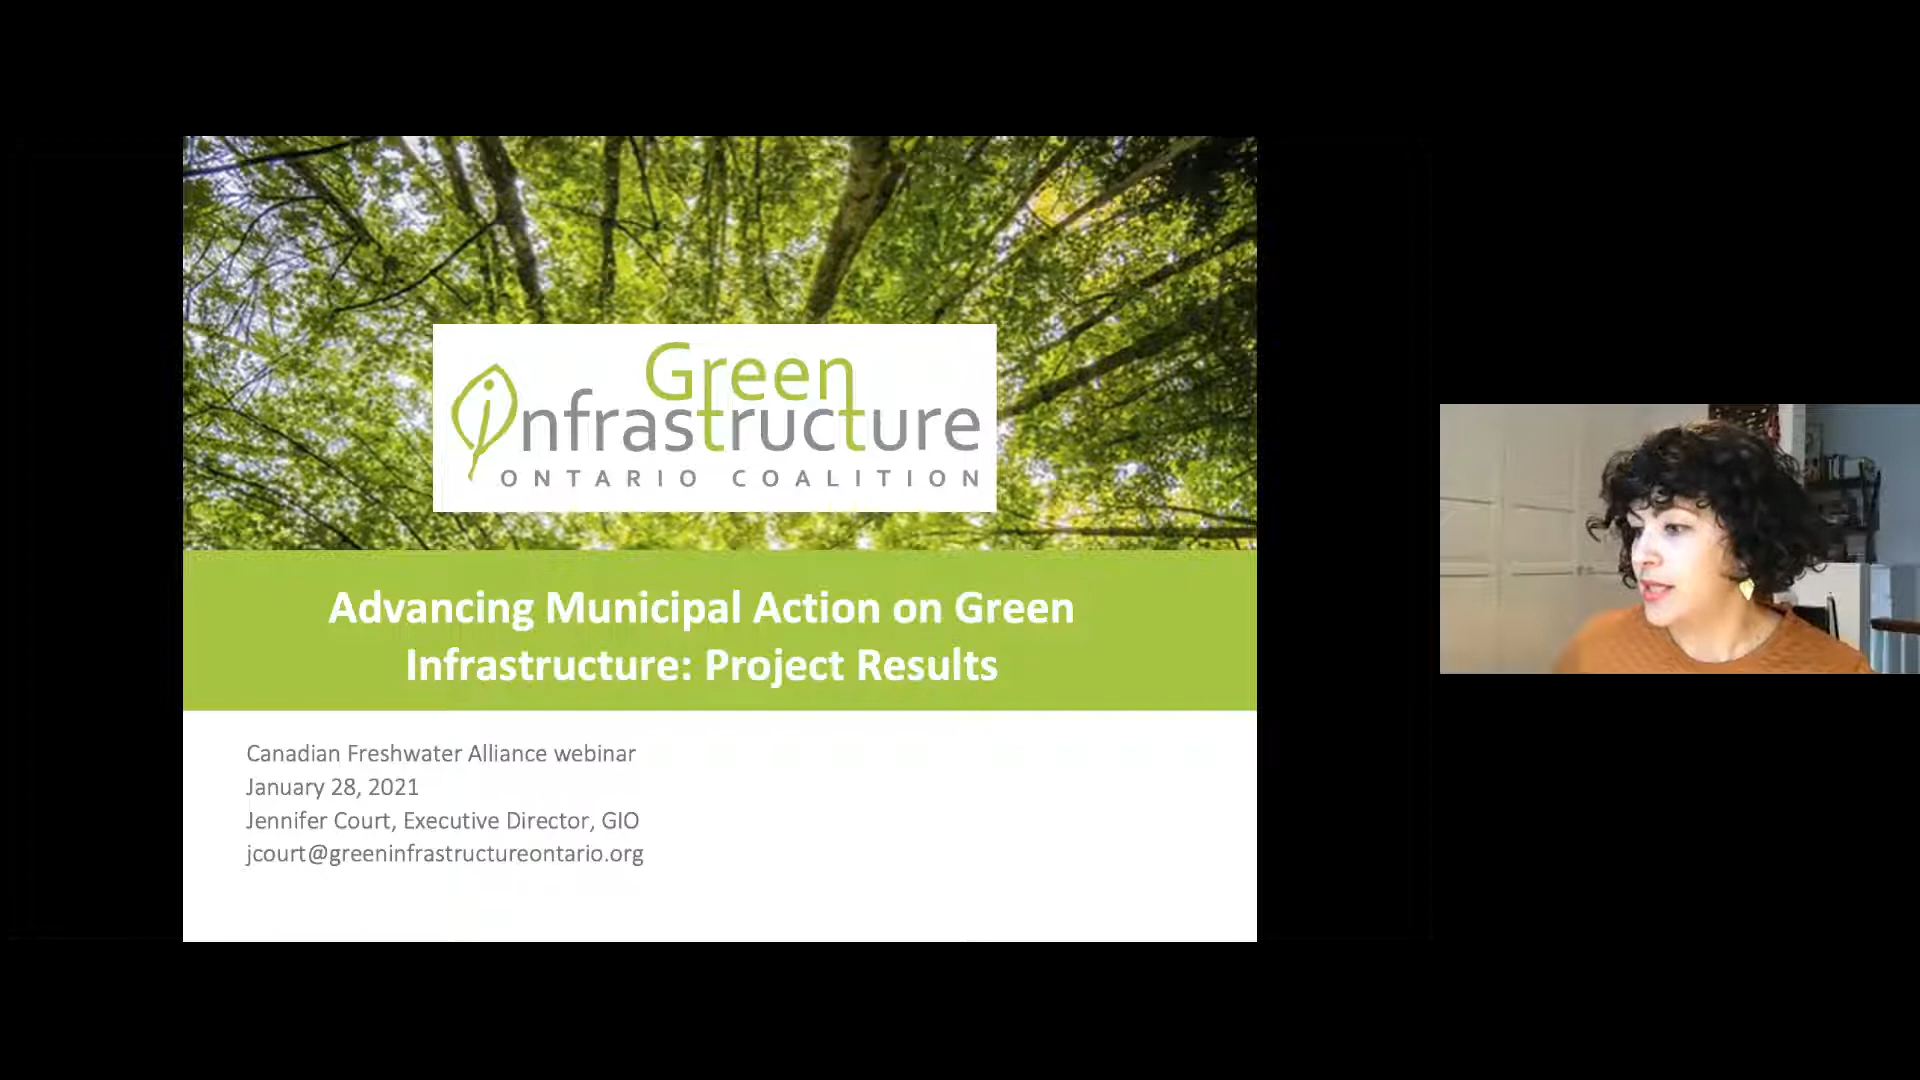 Green
infrastructure
ONTARIO COALITION
Advancing Municipal Action on Green
Infrastructure: Project Results
Canadian Freshwater Alliance webinar
January 28, 2021
Jennifer Court, Executive Director, GIO
jcourt@greeninfrastructureontario.org